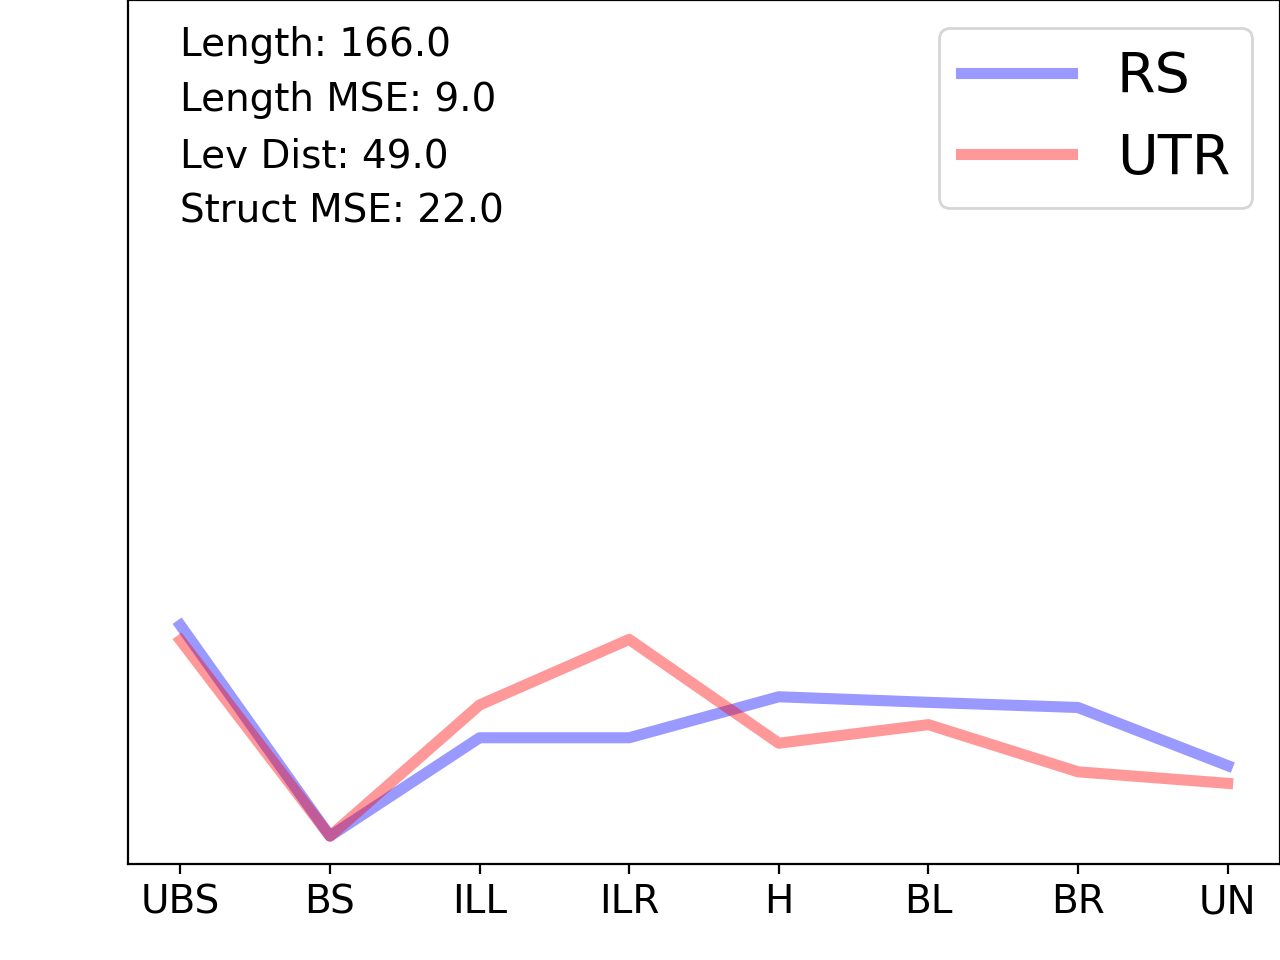 Length: 166.0
Length MSE: 9.0
Lev Dist: 49.0
Struct MSE: 22.0
RS
UTR
UBS BS ILL ILR H BL BR UN